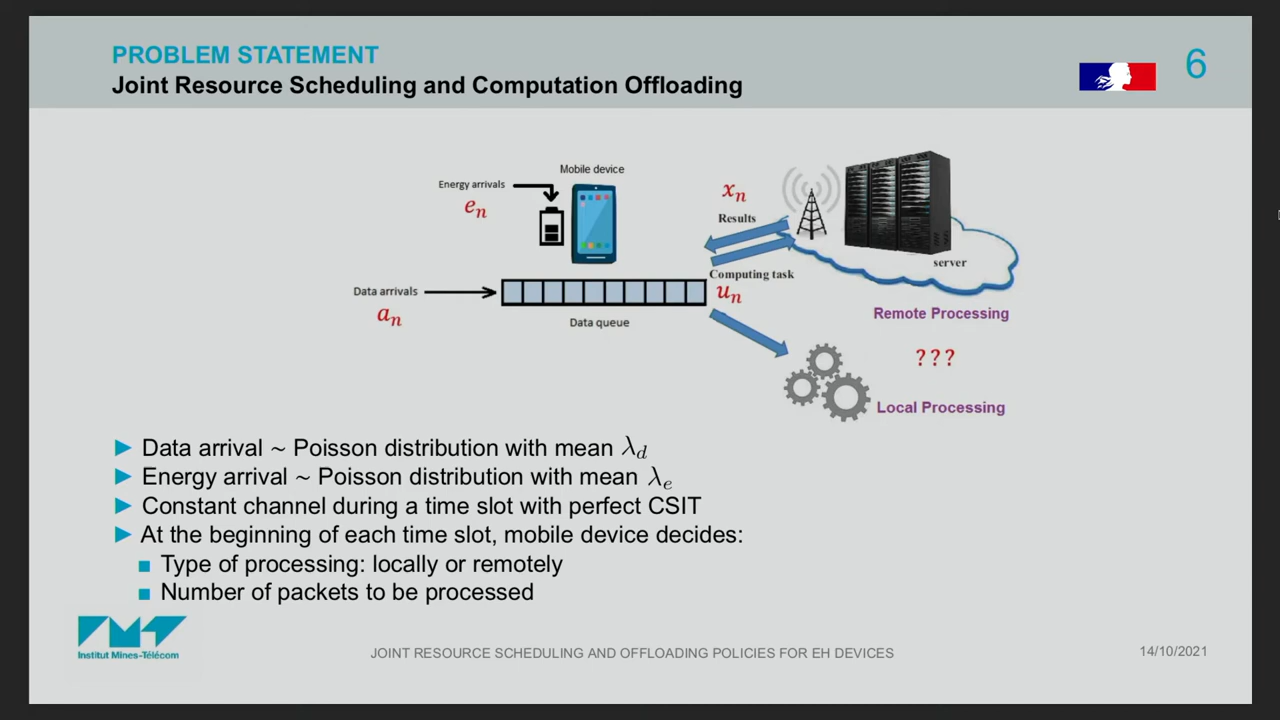 PROBLEM STATEMENT
Joint Resource Scheduling and Computation Offloading
6
Mobile device
Energy arrivals
eₙ
xₙ
Results
server
Computing task
uₙ
Data arrivals
aₙ
Data queue
Remote Processing
???
Local Processing
► Data arrival ~ Poisson distribution with mean λ_d
► Energy arrival ~ Poisson distribution with mean λₑ
► Constant channel during a time slot with perfect CSIT
► At the beginning of each time slot, mobile device decides:
■ Type of processing: locally or remotely
■ Number of packets to be processed
IMT
Institut Mines-Télécom
JOINT RESOURCE SCHEDULING AND OFFLOADING POLICIES FOR EH DEVICES
14/10/2021